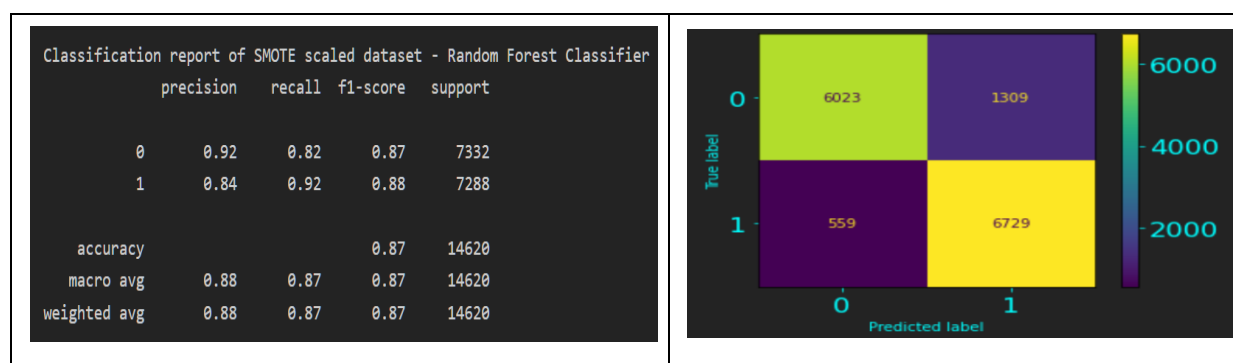 Classification report of SMOTE scaled dataset - Random Forest Classifier
precision recall f1-score support
0 0.92 0.82 0.87 7332
1 0.84 0.92 0.88 7288
accuracy 0.87 14620
macro avg 0.88 0.87 0.87 14620
weighted avg 0.88 0.87 0.87 14620
True label
0
1
6023 1309
559 6729
0 1
Predicted label
6000
4000
2000